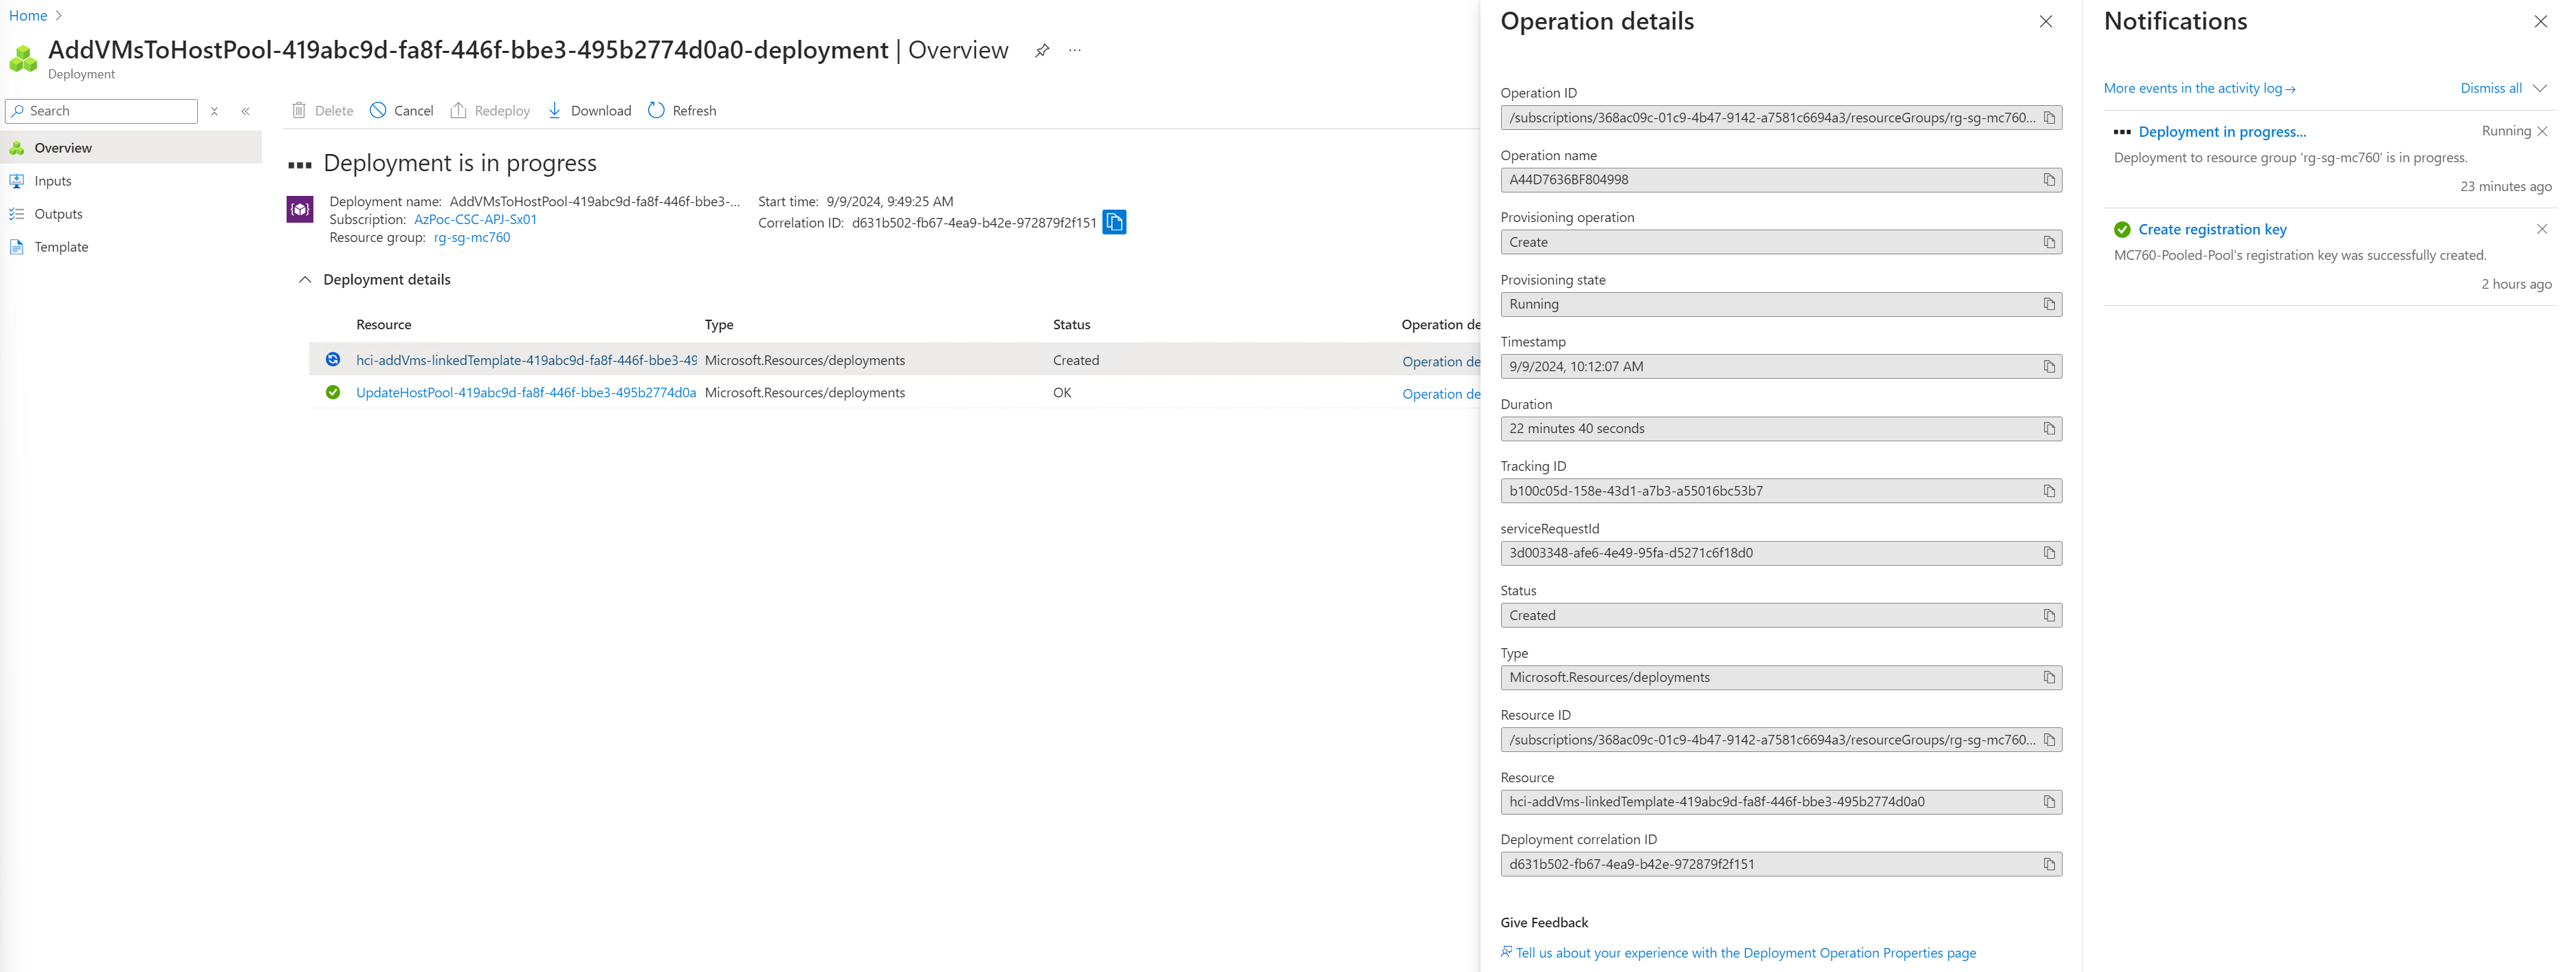 Home
AddVMsToHostPool-419abc9d-fa8f-446f-bbe3-495b2774d0a0-deployment | Overview
Deployment
Search
Overview
Inputs
Outputs
Template
Delete
Cancel
Redeploy
Download
Refresh
Deployment is in progress
Deployment name: AddVMsToHostPool-419abc9d-fa8f-446f-bbe3-...
Subscription: AzPoc-CSC-APJ-Sx01
Resource group: rg-sg-mc760
Start time: 9/9/2024, 9:49:25 AM
Correlation ID: d631b502-fb67-4ea9-b42e-972879f2f151
Deployment details
Resource Type Status Operation de
hci-addVms-linkedTemplate-419abc9d-fa8f-446f-bbe3-49 Microsoft.Resources/deployments Created Operation de
UpdateHostPool-419abc9d-fa8f-446f-bbe3-495b2774d0a Microsoft.Resources/deployments OK Operation de
Operation details
Operation ID
/subscriptions/368ac09c-01c9-4b47-9142-a7581c6694a3/resourceGroups/rg-sg-mc760...
Operation name
A44D7636BF804998
Provisioning operation
Create
Provisioning state
Running
Timestamp
9/9/2024, 10:12:07 AM
Duration
22 minutes 40 seconds
Tracking ID
b100c05d-158e-43d1-a7b3-a55016bc53b7
serviceRequestId
3d003348-afe6-4e49-95fa-d5271c6f18d0
Status
Created
Type
Microsoft.Resources/deployments
Resource ID
/subscriptions/368ac09c-01c9-4b47-9142-a7581c6694a3/resourceGroups/rg-sg-mc760...
Resource
hci-addVms-linkedTemplate-419abc9d-fa8f-446f-bbe3-495b2774d0a0
Deployment correlation ID
d631b502-fb67-4ea9-b42e-972879f2f151
Give Feedback
Tell us about your experience with the Deployment Operation Properties page
Notifications
More events in the activity log →
Dismiss all
Deployment in progress... Running
Deployment to resource group 'rg-sg-mc760' is in progress.
23 minutes ago
Create registration key
MC760-Pooled-Pool's registration key was successfully created.
2 hours ago